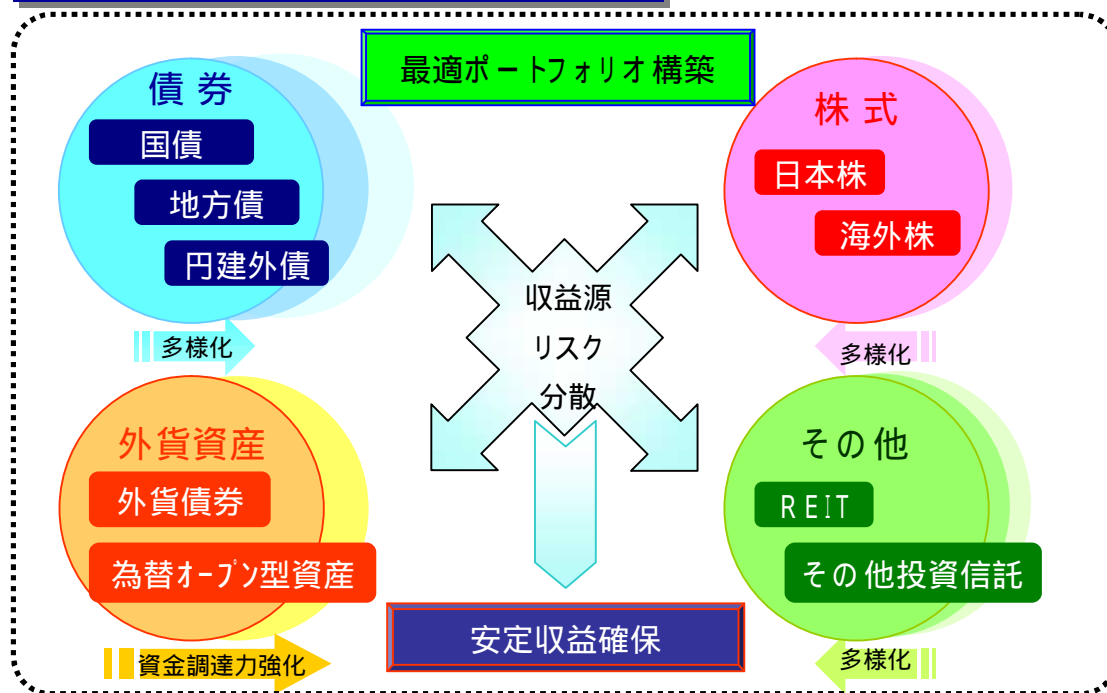 最適ポートフォリオ構築
債券
国債
地方債
円建外債
多様化
株式
日本株
海外株
多様化
収益源
リスク
分散
外貨資産
外貨債券
為替オープン型資産
資金調達力強化
その他
REIT
その他投資信託
多様化
安定収益確保